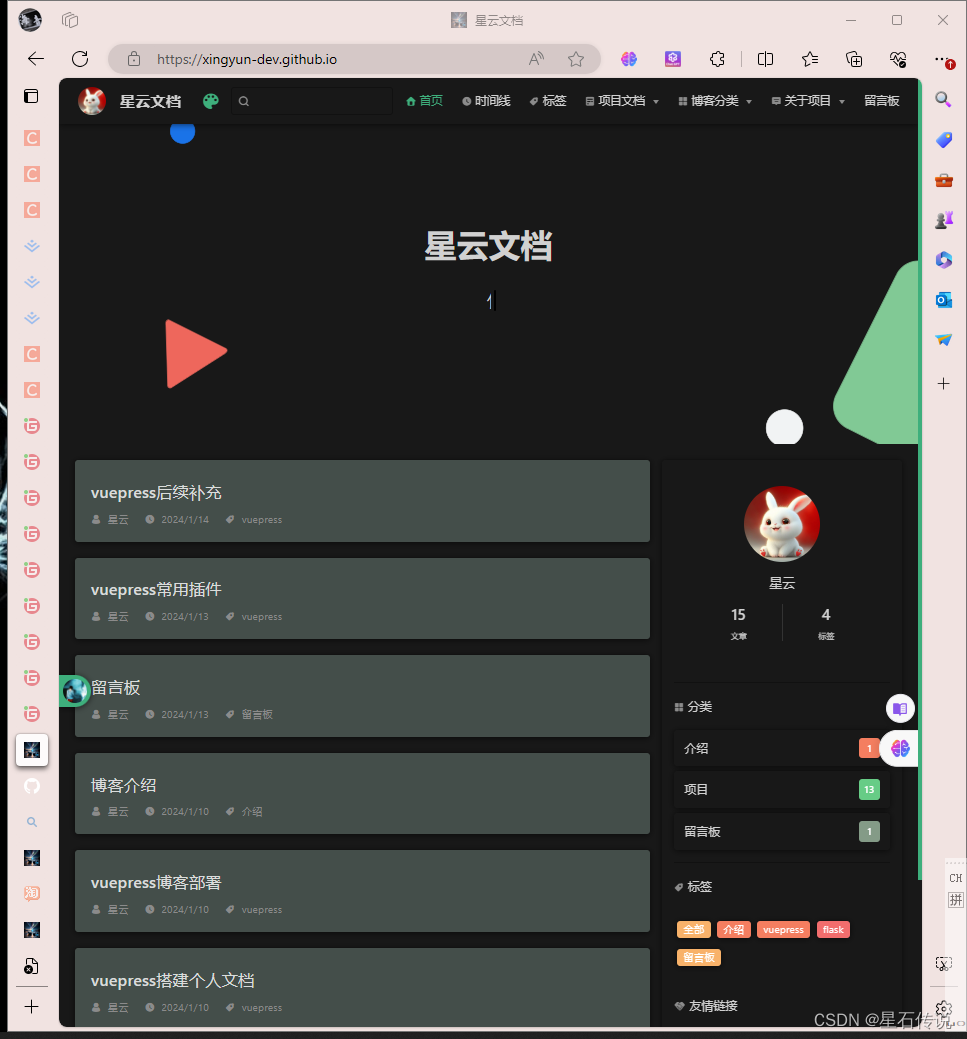 星云文档
https://xingyun-dev.github.io
星云文档 首页 时间线 标签 项目文档 博客分类 关于项目 留言板
星云文档
vuepress后续补充
星云 2024/1/14 vuepress
vuepress常用插件
星云 2024/1/13 vuepress
留言板
星云 2024/1/13 留言板
博客介绍
星云 2024/1/10 介绍
vuepress博客部署
星云 2024/1/10 vuepress
vuepress搭建个人文档
星云 2024/1/10 vuepress
星云
15 4
文章 标签
分类
介绍 1
项目 13
留言板 1
标签
全部 介绍 vuepress flask
留言板
友情链接
CH
拼
CSDN @星石传说